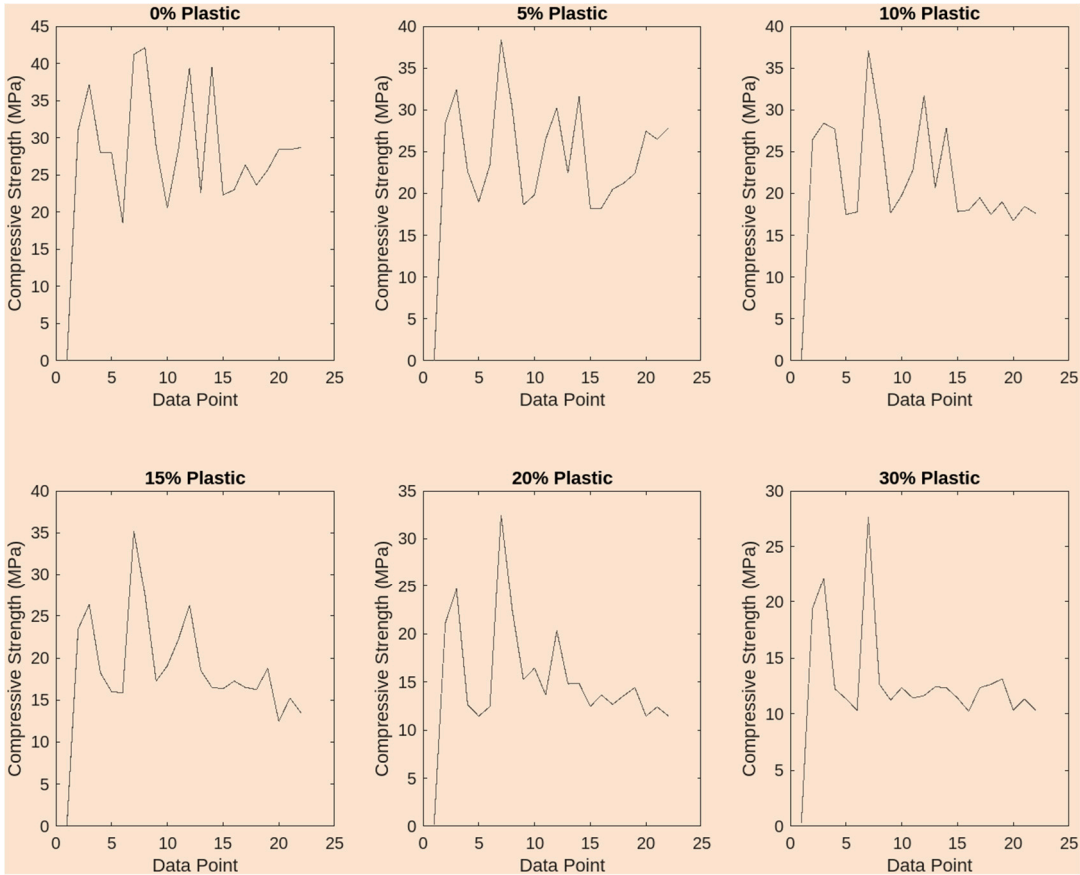 0% Plastic
Compressive Strength (MPa)
45
40
35
30
25
20
15
10
5
0
0 5 10 15 20 25
Data Point
5% Plastic
Compressive Strength (MPa)
40
35
30
25
20
15
10
5
0
0 5 10 15 20 25
Data Point
10% Plastic
Compressive Strength (MPa)
40
35
30
25
20
15
10
5
0
0 5 10 15 20 25
Data Point
15% Plastic
Compressive Strength (MPa)
40
35
30
25
20
15
10
5
0
0 5 10 15 20 25
Data Point
20% Plastic
Compressive Strength (MPa)
35
30
25
20
15
10
5
0
0 5 10 15 20 25
Data Point
30% Plastic
Compressive Strength (MPa)
30
25
20
15
10
5
0
0 5 10 15 20 25
Data Point